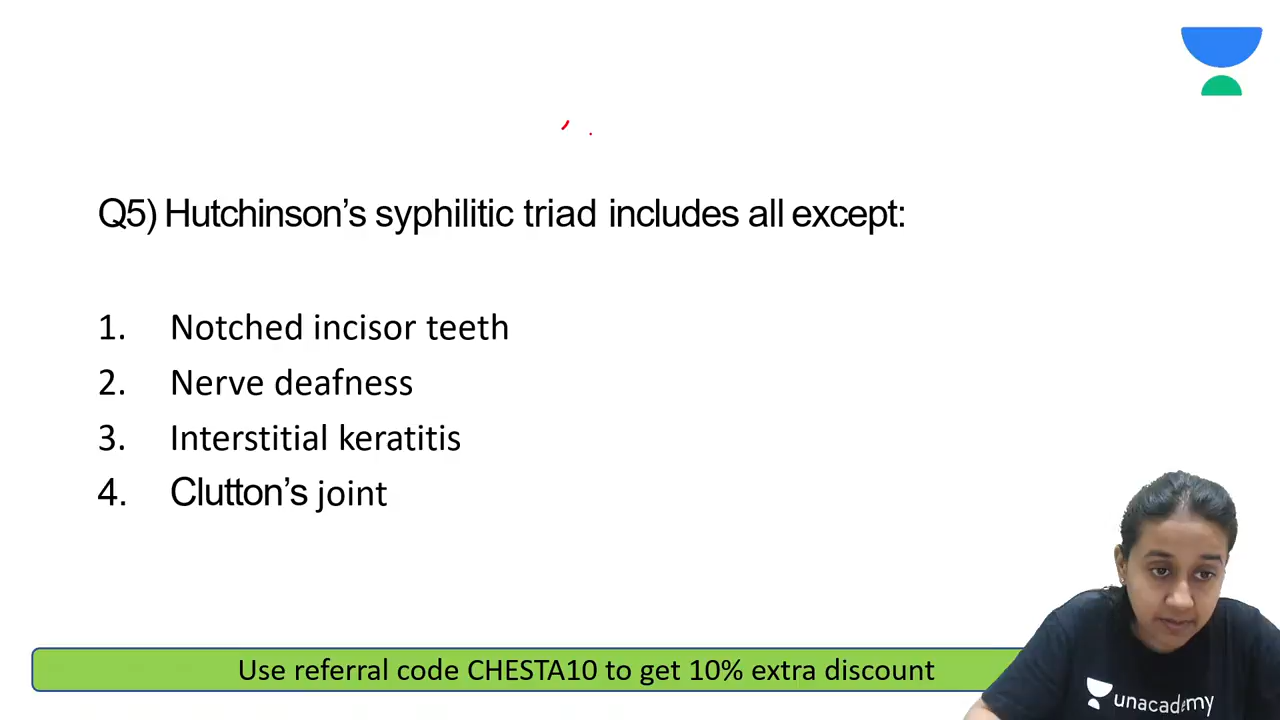 Q5) Hutchinson's syphilitic triad includes all except:
1. Notched incisor teeth
2. Nerve deafness
3. Interstitial keratitis
4. Clutton's joint
Use referral code CHESTA10 to get 10% extra discount
unacademy